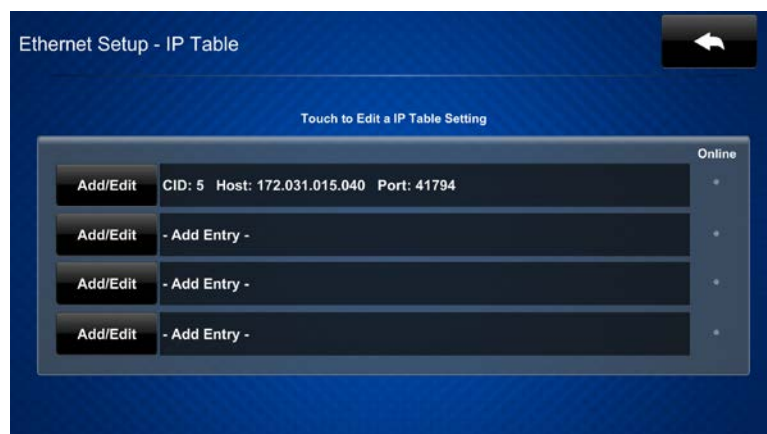 Ethernet Setup - IP Table
Touch to Edit a IP Table Setting
Online
Add/Edit CID: 5 Host: 172.031.015.040 Port: 41794
Add/Edit - Add Entry -
Add/Edit - Add Entry -
Add/Edit - Add Entry -